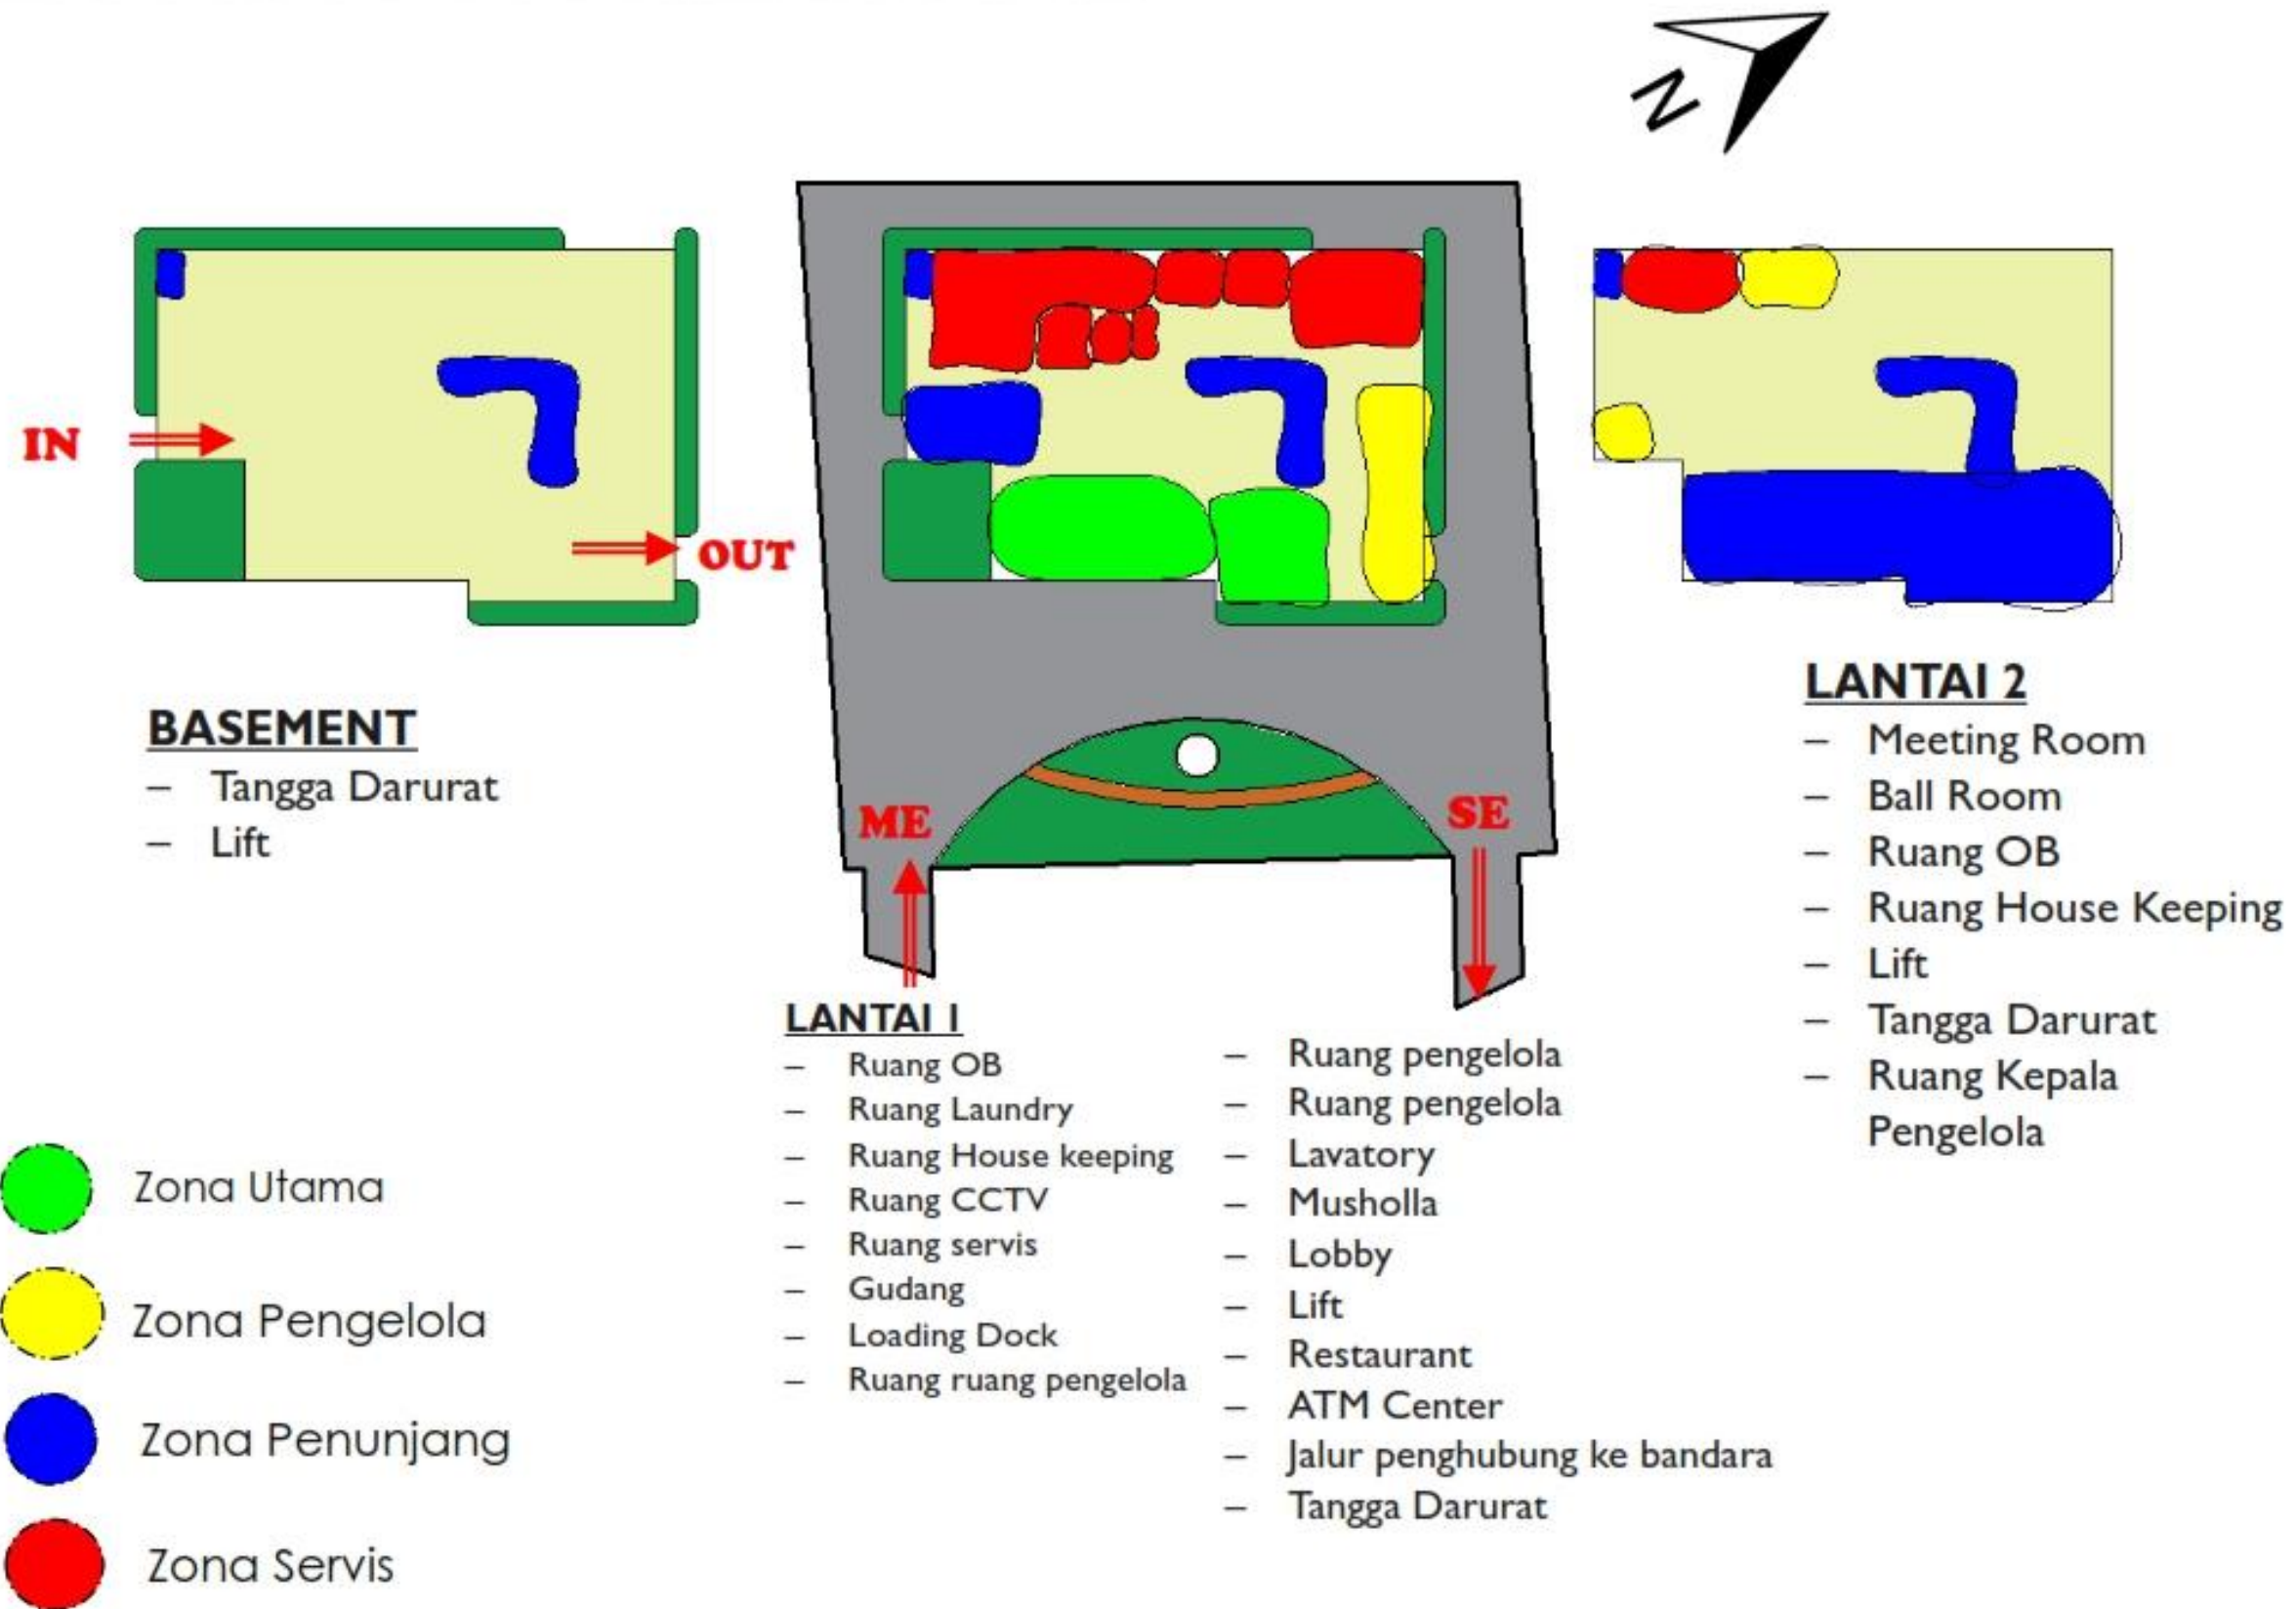 N
IN
OUT
BASEMENT
– Tangga Darurat
– Lift
ME
SE
LANTAI 1
– Ruang OB
– Ruang Laundry
– Ruang House keeping
– Ruang CCTV
– Ruang servis
– Gudang
– Loading Dock
– Ruang ruang pengelola
– Ruang pengelola
– Ruang pengelola
– Lavatory
– Musholla
– Lobby
– Lift
– Restaurant
– ATM Center
– Jalur penghubung ke bandara
– Tangga Darurat
LANTAI 2
– Meeting Room
– Ball Room
– Ruang OB
– Ruang House Keeping
– Lift
– Tangga Darurat
– Ruang Kepala
Pengelola
Zona Utama
Zona Pengelola
Zona Penunjang
Zona Servis